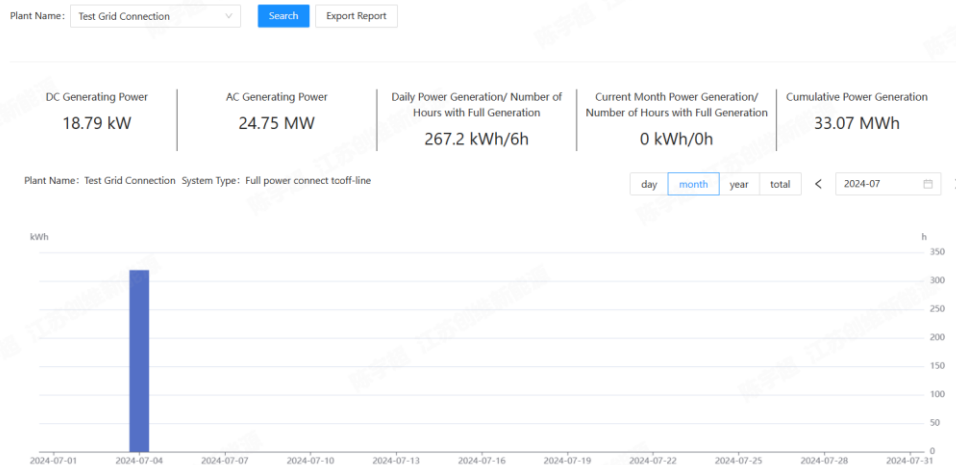 Plant Name: Test Grid Connection Search Export Report
DC Generating Power
18.79 kW
AC Generating Power
24.75 MW
Daily Power Generation/ Number of
Hours with Full Generation
267.2 kWh/6h
Current Month Power Generation/
Number of Hours with Full Generation
0 kWh/0h
Cumulative Power Generation
33.07 MWh
Plant Name: Test Grid Connection System Type: Full power connect tcoff-line
day month year total < 2024-07
kWh
h
350
300
250
200
150
100
50
0
2024-07-01 2024-07-04 2024-07-07 2024-07-10 2024-07-13 2024-07-16 2024-07-19 2024-07-22 2024-07-25 2024-07-28 2024-07-31